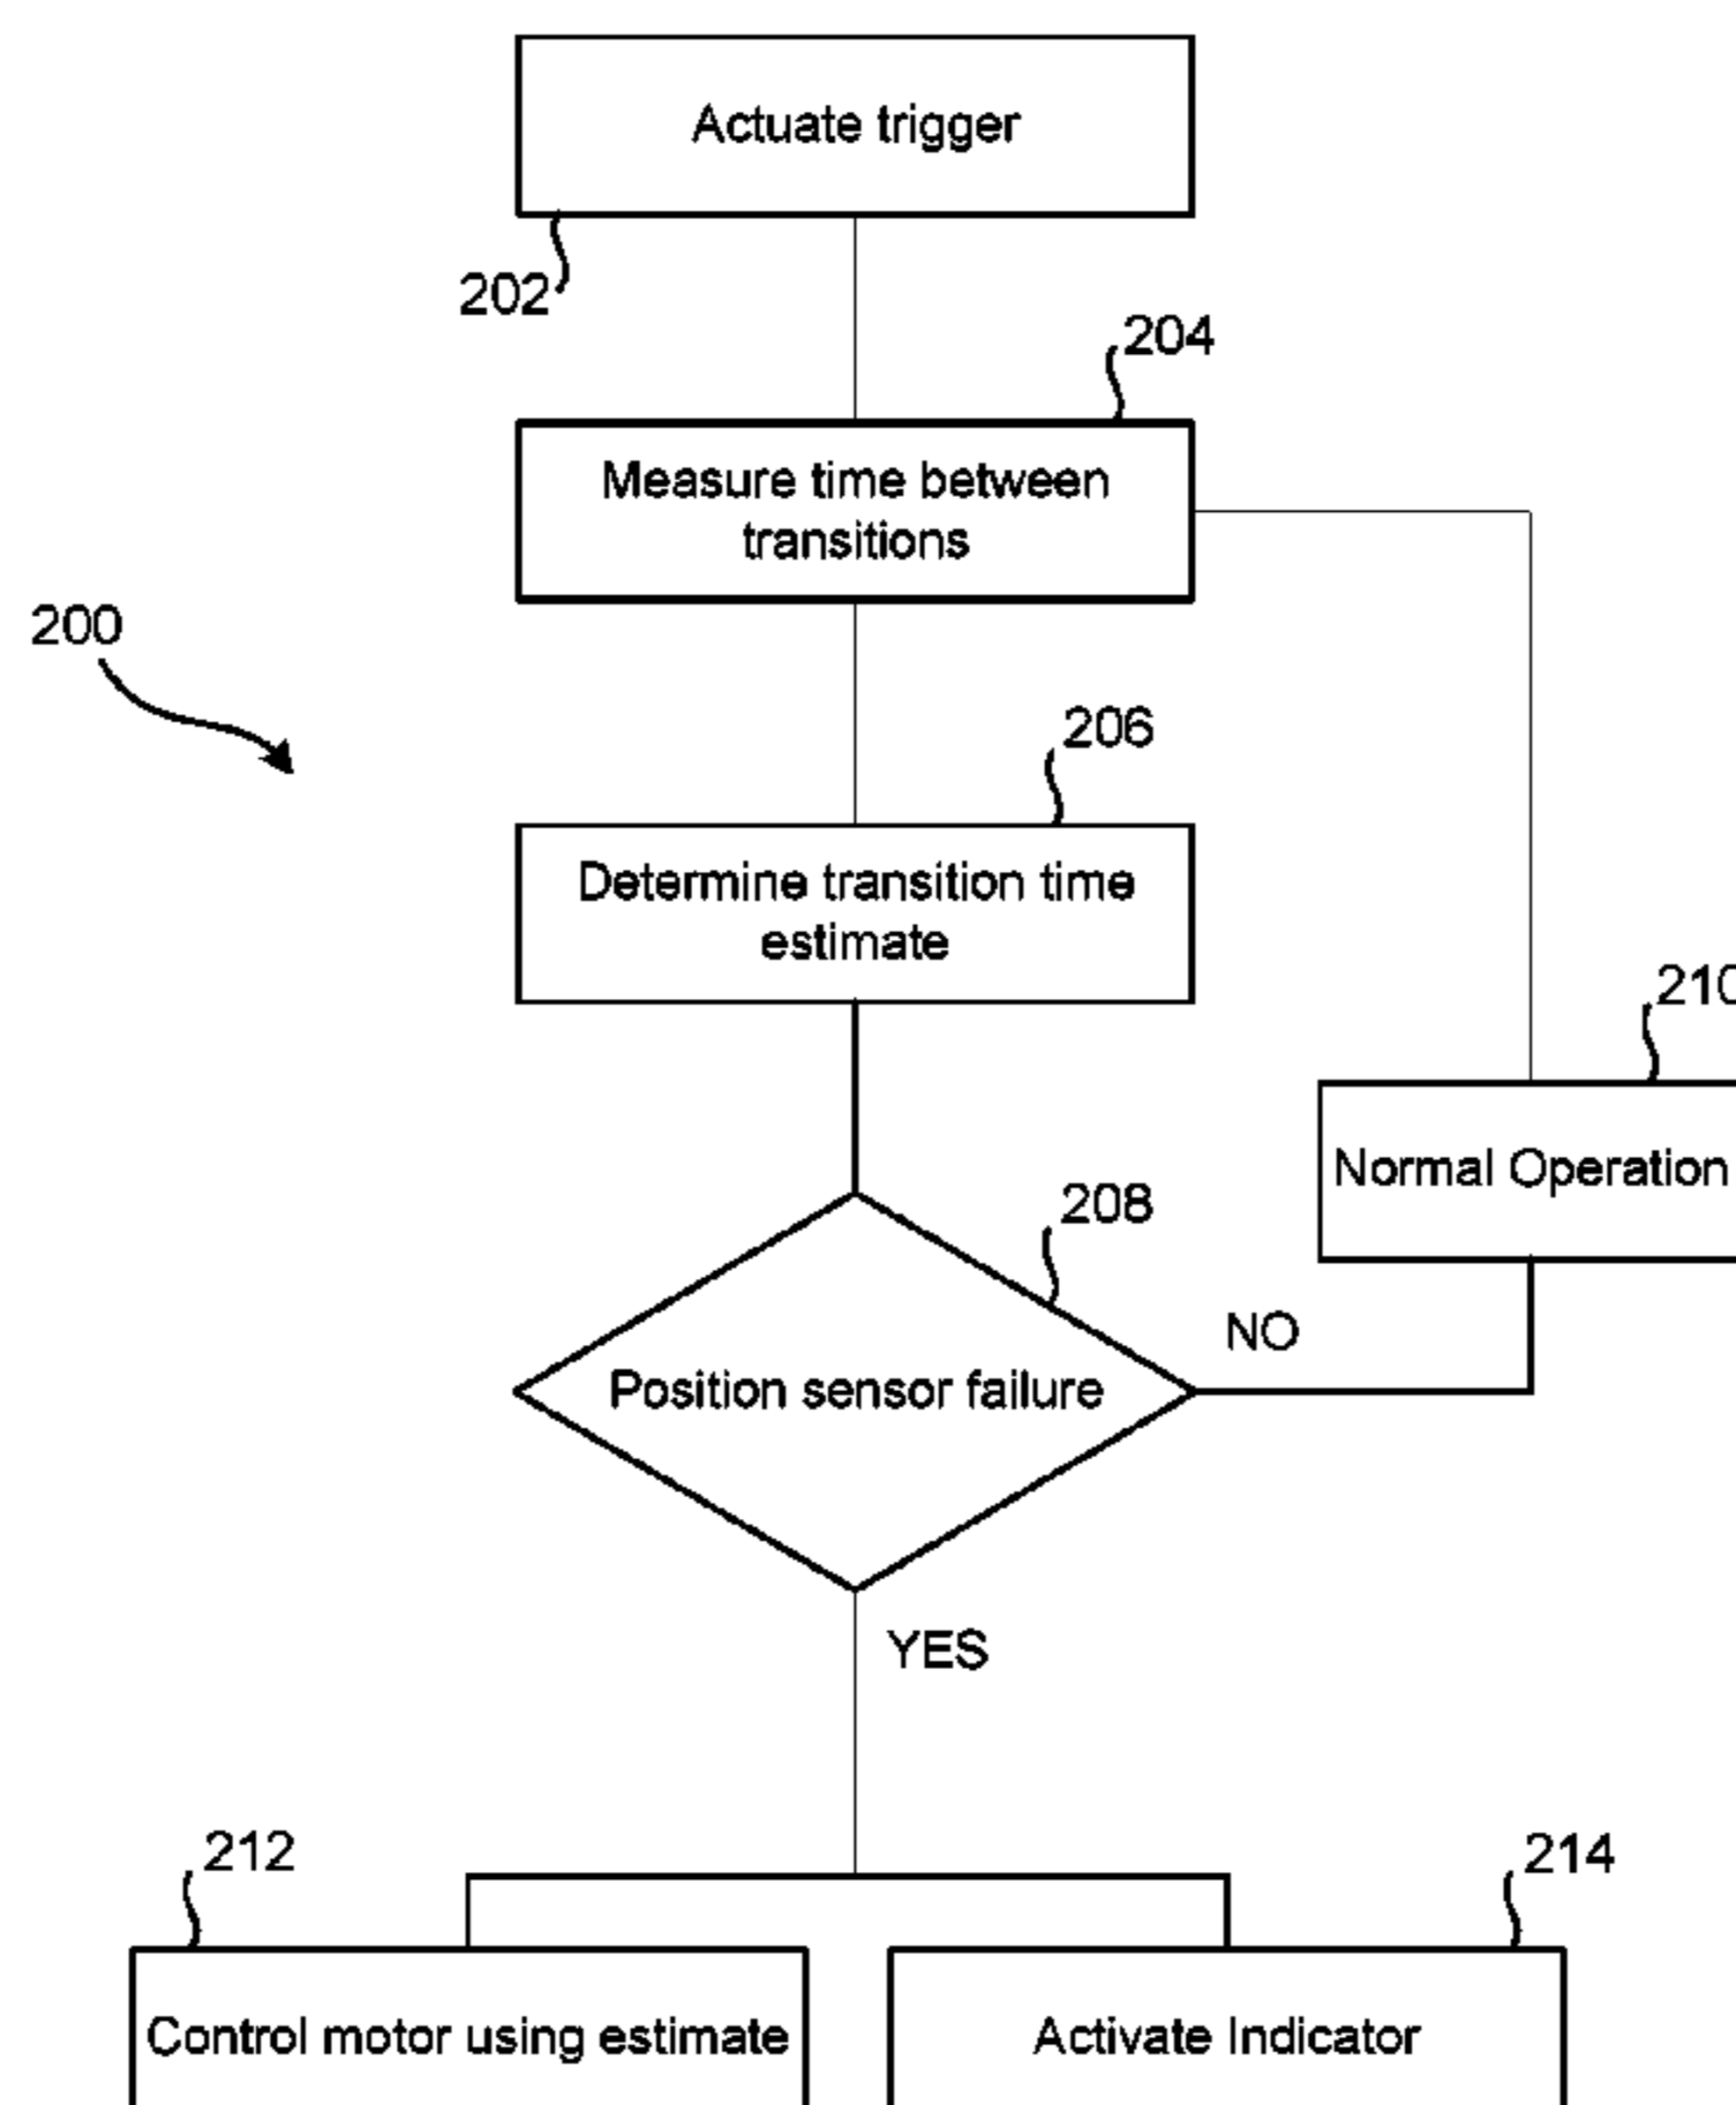 Actuate trigger
202
204
Measure time between
transitions
200
206
Determine transition time
estimate
210
Normal Operation
208
NO
Position sensor failure
YES
212
214
Control motor using estimate
Activate Indicator